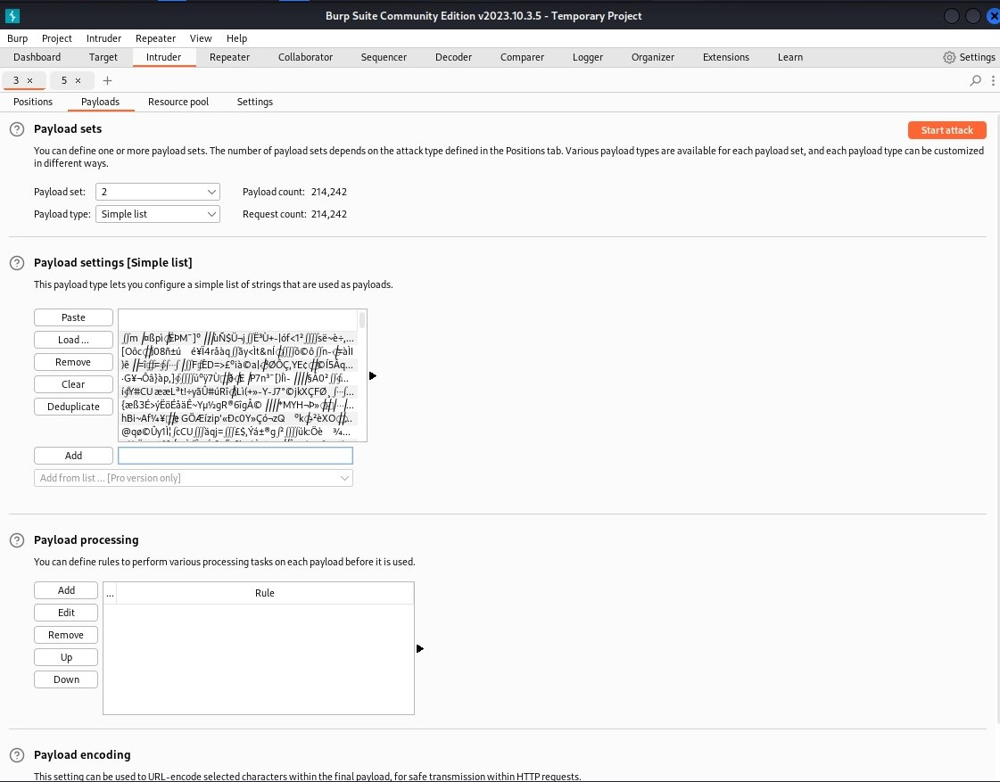 Burp Suite Community Edition v2023.10.3.5 - Temporary Project
Burp Project Intruder Repeater View Help
Dashboard Target Intruder Repeater Collaborator Sequencer Decoder Comparer Logger Organizer Extensions Learn Settings
3 × 5 × +
Positions Payloads Resource pool Settings
? Payload sets
Start attack
You can define one or more payload sets. The number of payload sets depends on the attack type defined in the Positions tab. Various payload types are available for each payload set, and each payload type can be customized
in different ways.
Payload set: 2 Payload count: 214,242
Payload type: Simple list Request count: 214,242
? Payload settings [Simple list]
This payload type lets you configure a simple list of strings that are used as payloads.
Paste
Load ...
Remove
Clear
Deduplicate
Add
Add from list ... [Pro version only]
? Payload processing
You can define rules to perform various processing tasks on each payload before it is used.
Add
Edit
Remove
Up
Down
... Rule
? Payload encoding
This setting can be used to URL-encode selected characters within the final payload, for safe transmission within HTTP requests.